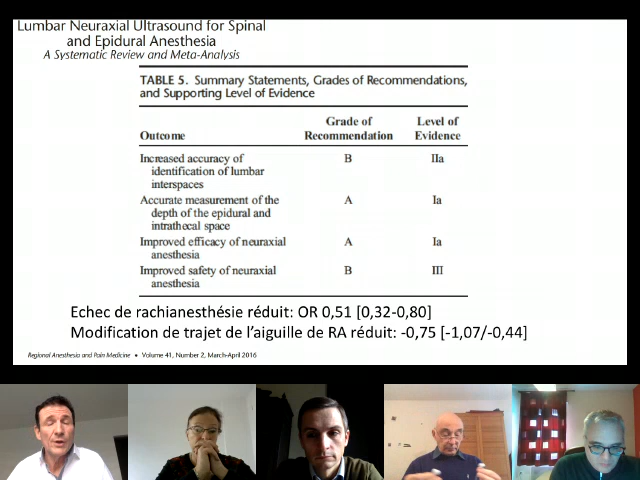 Lumbar Neuraxial Ultrasound for Spinal
and Epidural Anesthesia
A Systematic Review and Meta-Analysis
TABLE 5. Summary Statements, Grades of Recommendations,
and Supporting Level of Evidence
Outcome Grade of Recommendation Level of Evidence
Increased accuracy of B IIa
identification of lumbar
interspaces
Accurate measurement of the A Ia
depth of the epidural and
intrathecal space
Improved efficacy of neuraxial A Ia
anesthesia
Improved safety of neuraxial B III
anesthesia
Echec de rachianesthésie réduit: OR 0,51 [0,32-0,80]
Modification de trajet de l’aiguille de RA réduit: -0,75 [-1,07/-0,44]
Regional Anesthesia and Pain Medicine • Volume 41, Number 2, March-April 2016